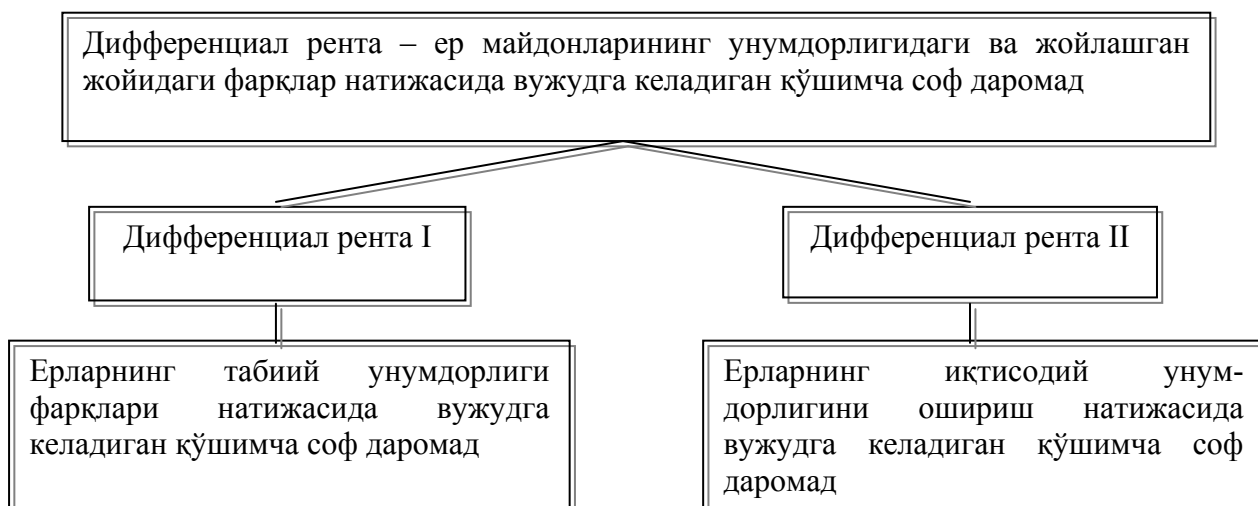 Дифференциал рента – ер майдонларининг унумдорлигидаги ва жойлашган
жойидаги фарқлар натижасида вужудга келадиган қўшимча соф даромад
Дифференциал рента I
Дифференциал рента II
Ерларнинг табиий унумдорлиги
фарқлари натижасида вужудга
келадиган қўшимча соф даромад
Ерларнинг иқтисодий унум-
дорлигини ошириш натижасида
вужудга келадиган қўшимча соф
даромад